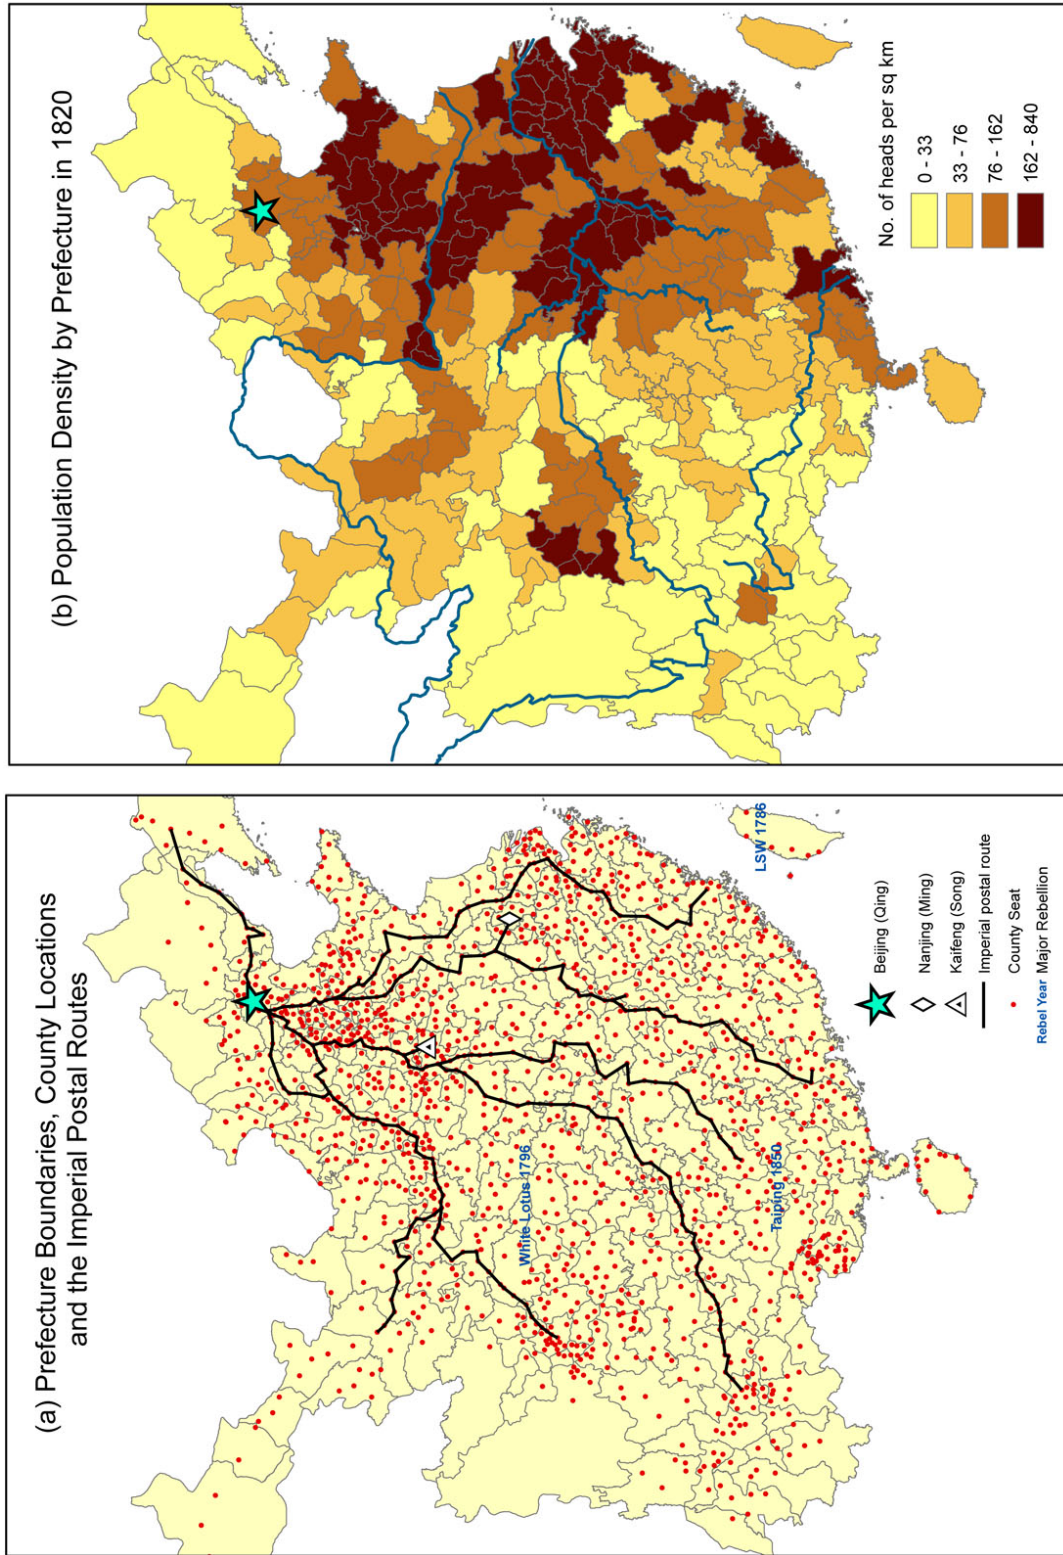 (a) Prefecture Boundaries, County Locations
and the Imperial Postal Routes
White Lotus 1796
Taiping 1850
LSW 1786
Beijing (Qing)
Nanjing (Ming)
Kaifeng (Song)
Imperial postal route
County Seat
Rebel Year Major Rebellion
(b) Population Density by Prefecture in 1820
No. of heads per sq km
0 - 33
33 - 76
76 - 162
162 - 840